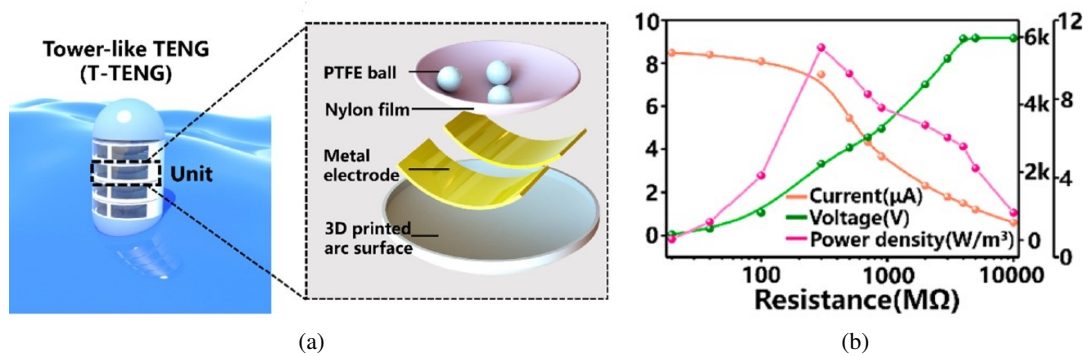 (a)
Tower-like TENG
(T-TENG)
Unit
PTFE ball
Nylon film
Metal
electrode
3D printed
arc surface
(a)
(b)
10
8
6
4
2
0
6k
4k
2k
0
12
8
4
0
Current(μA)
Voltage(V)
Power density(W/m³)
100
1000
10000
Resistance(MΩ)
(b)